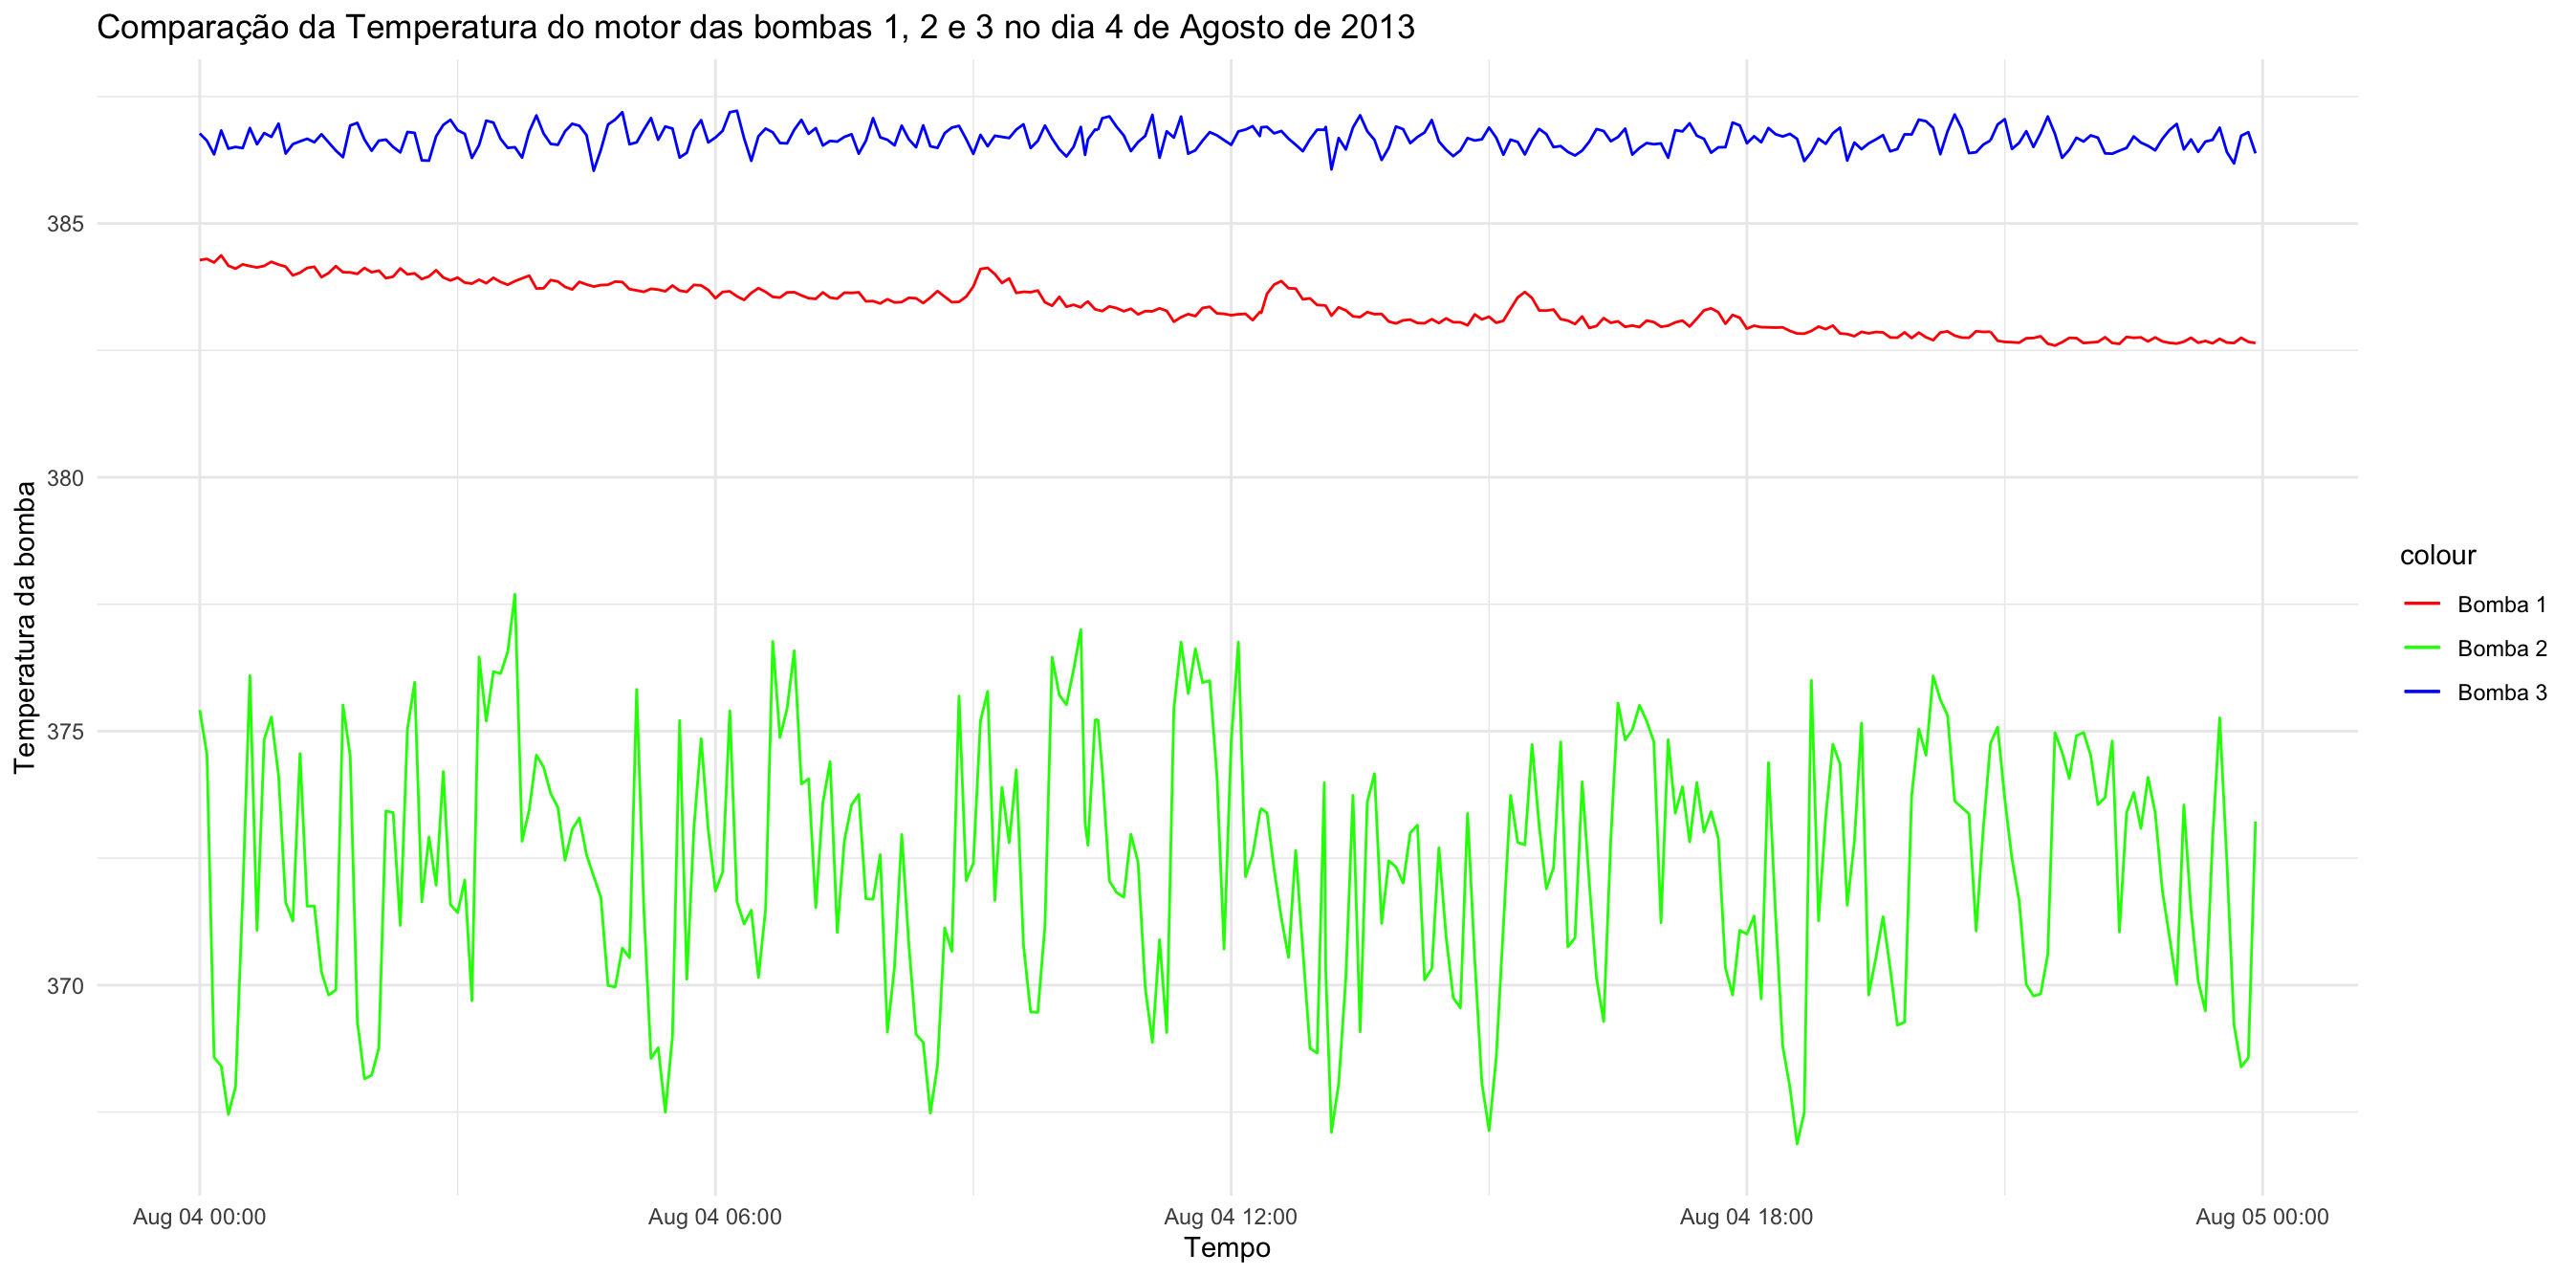 Comparação da Temperatura do motor das bombas 1, 2 e 3 no dia 4 de Agosto de 2013
Temperatura da bomba
385
380
375
370
Aug 04 00:00
Aug 04 06:00
Aug 04 12:00
Aug 04 18:00
Aug 05 00:00
Tempo
colour
Bomba 1
Bomba 2
Bomba 3